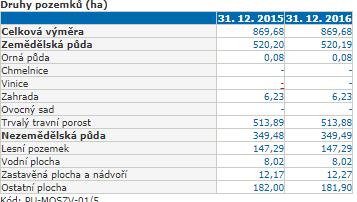 Druhy pozemků (ha)
31. 12. 2015 31. 12. 2016
Celková výměra 869,68 869,68
Zemědělská půda 520,20 520,19
Orná půda 0,08 0,08
Chmelnice - -
Vinice - -
Zahrada 6,23 6,23
Ovocný sad - -
Trvalý travní porost 513,89 513,88
Nezemědělská půda 349,48 349,49
Lesní pozemek 147,29 147,29
Vodní plocha 8,02 8,02
Zastavěná plocha a nádvoří 12,17 12,27
Ostatní plocha 182,00 181,90
Kód: PU-MOSZV-01/5